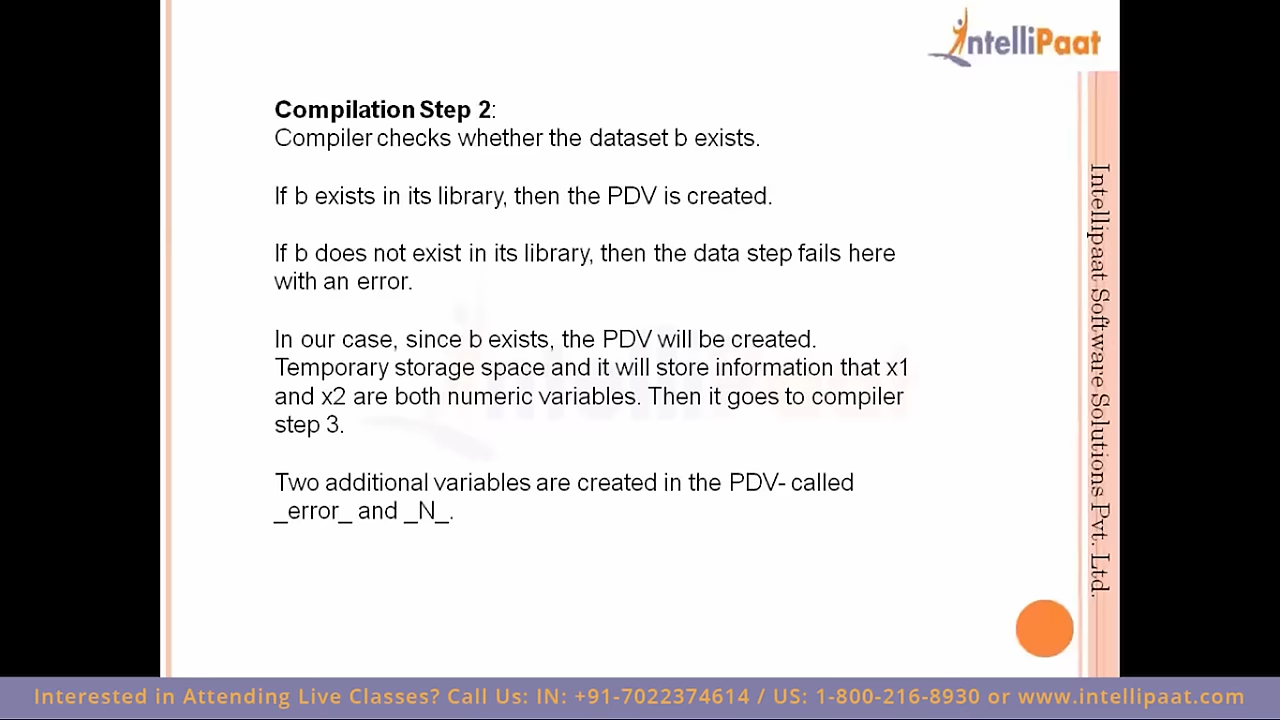 IntelliPaat
Compilation Step 2:
Compiler checks whether the dataset b exists.
If b exists in its library, then the PDV is created.
If b does not exist in its library, then the data step fails here
with an error.
In our case, since b exists, the PDV will be created.
Temporary storage space and it will store information that x1
and x2 are both numeric variables. Then it goes to compiler
step 3.
Two additional variables are created in the PDV- called
_error_ and _N_.
Intellipaat Software Solutions Pvt. Ltd.
Interested in Attending Live Classes? Call Us: IN: +91-7022374614 / US: 1-800-216-8930 or www.intellipaat.com